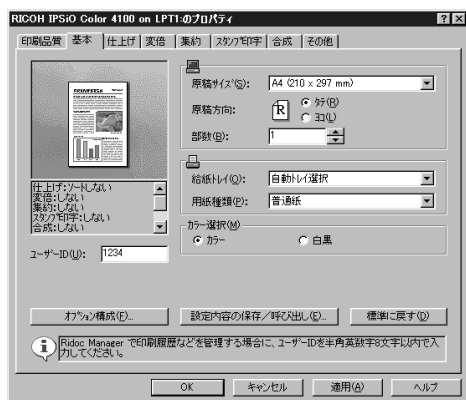 RICOH IPSiO Color 4100 on LPT1:のプロパティ
印刷品質 基本 仕上げ 変倍 集約 スタンプ印字 合成 その他
原稿サイズ(S): A4 (210 x 297 mm)
原稿方向: R タテ(R)
ヨコ(L)
部数(B): 1
給紙トレイ(O): 自動トレイ選択
用紙種類(P): 普通紙
カラー選択(M)
カラー 白黒
仕上げ:ソートしない
変倍:しない
集約:しない
スタンプ印字:しない
合成:しない
ユーザーID(U): 1234
オプション構成(F)... 設定内容の保存/呼び出し(E)... 標準に戻す(D)
Ridoc Manager で印刷履歴などを管理する場合に、ユーザーIDを半角英数字8文字以内で入
力してください。
OK キャンセル 適用(A) ヘルプ